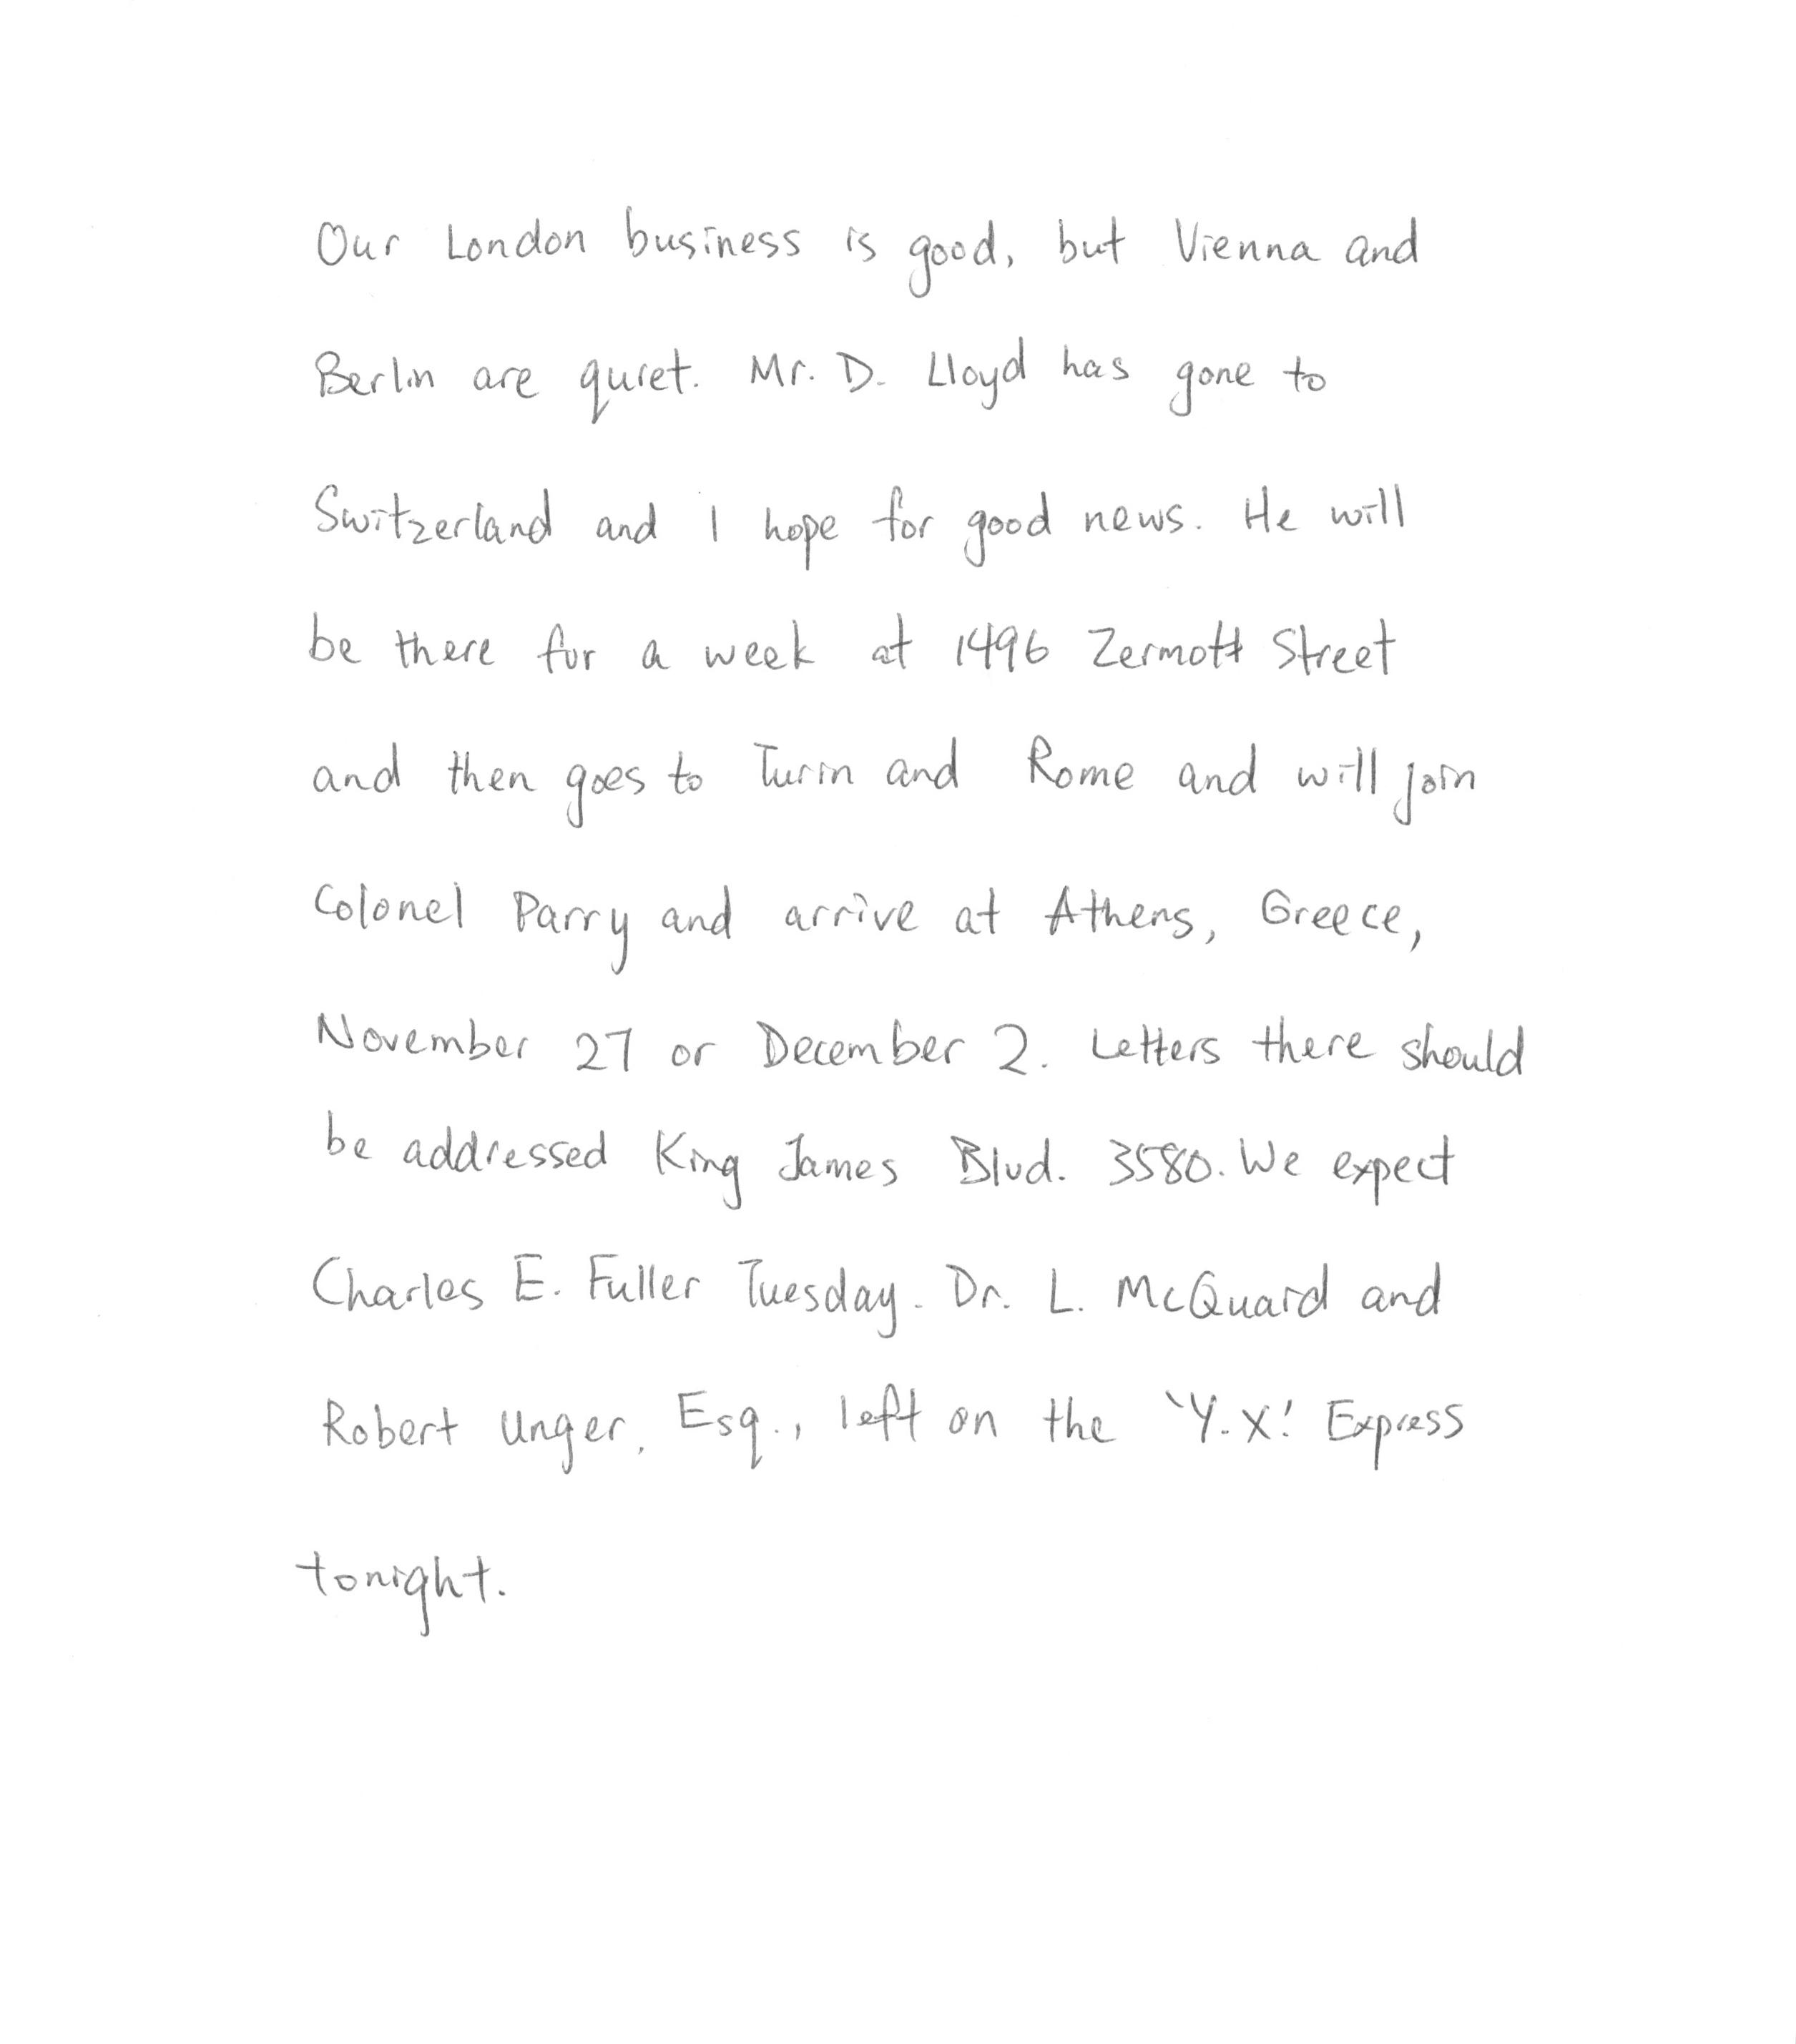 Our London business is good, but Vienna and
Berlin are quiet. Mr. D. Lloyd has gone to
Switzerland and I hope for good news. He will
be there for a week at 1496 Zermott Street
and then goes to Turin and Rome and will join
Colonel Parry and arrive at Athens, Greece,
November 27 or December 2. Letters there should
be addressed King James Blvd. 3580. We expect
Charles E. Fuller Tuesday. Dr. L. McQuard and
Robert Unger, Esq., left on the 'Y.X.' Express
tonight.